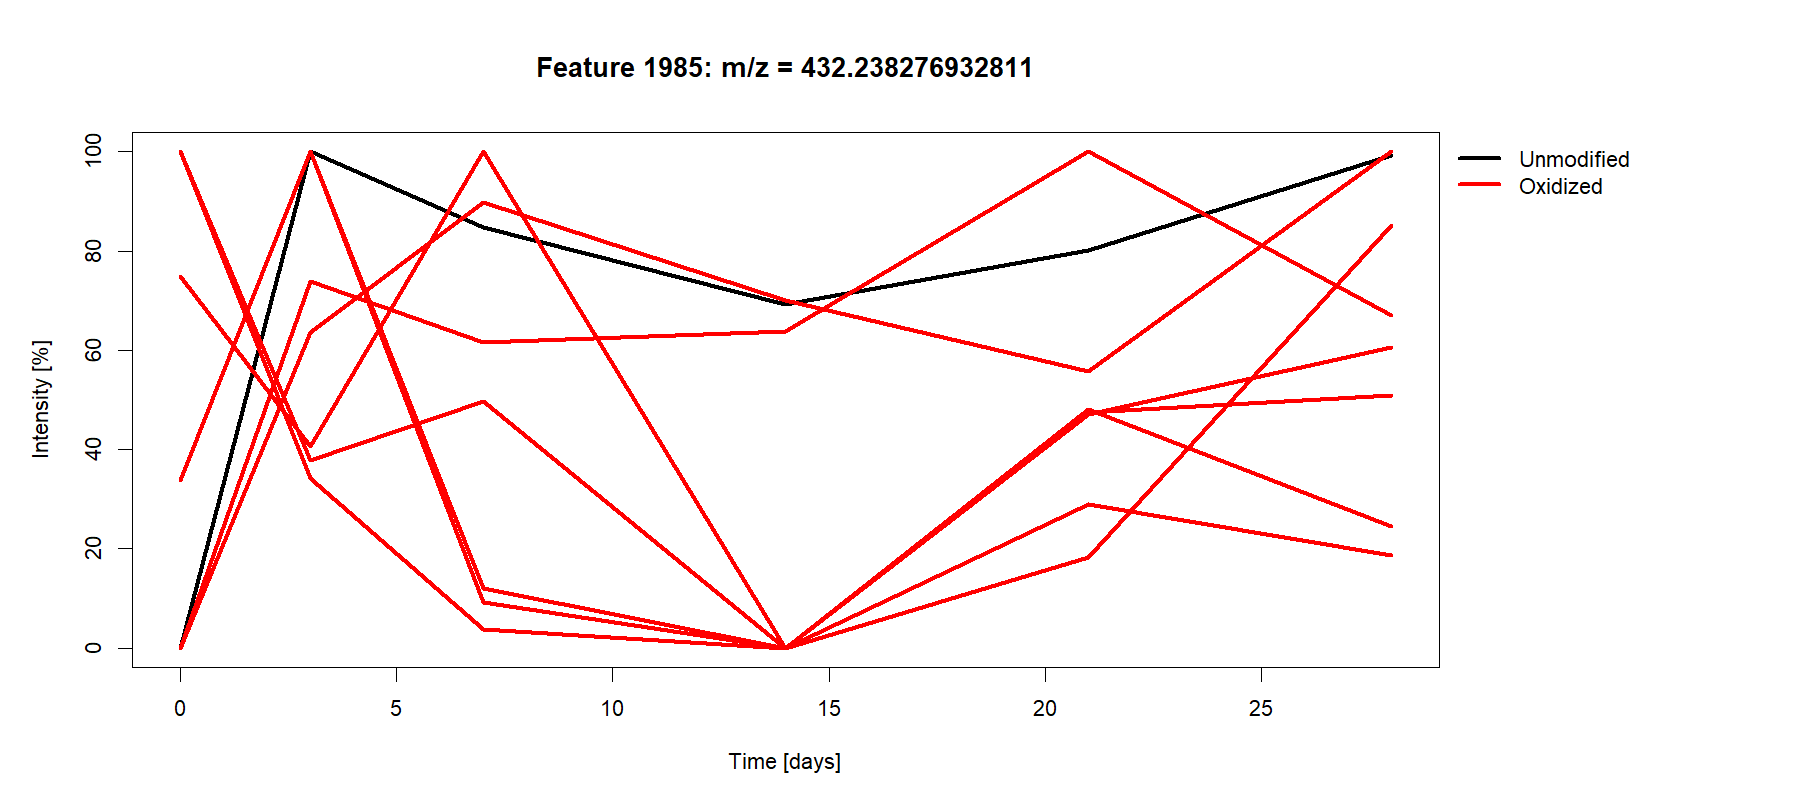 Feature 1985: m/z = 432.238276932811
Unmodified
Oxidized
Intensity [%]
100
80
60
40
20
0
0 5 10 15 20 25
Time [days]